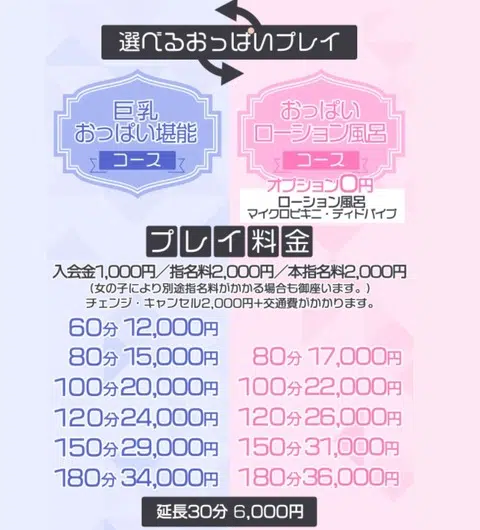 選べるおっぱいプレイ
巨乳
おっぱい堪能
コース
おっぱい
ローション風呂
コース
オプション0円
ローション風呂
マイクロビキニ・ディドバイブ
プレイ料金
入会金1,000円／指名料2,000円／本指名料2,000円
(女の子により別途指名料がかかる場合も御座います。)
チェンジ・キャンセル2,000円+交通費がかかります。
60分 12,000円
80分 15,000円
100分 20,000円
120分 24,000円
150分 29,000円
180分 34,000円
80分 17,000円
100分 22,000円
120分 26,000円
150分 31,000円
180分 36,000円
延長30分 6,000円